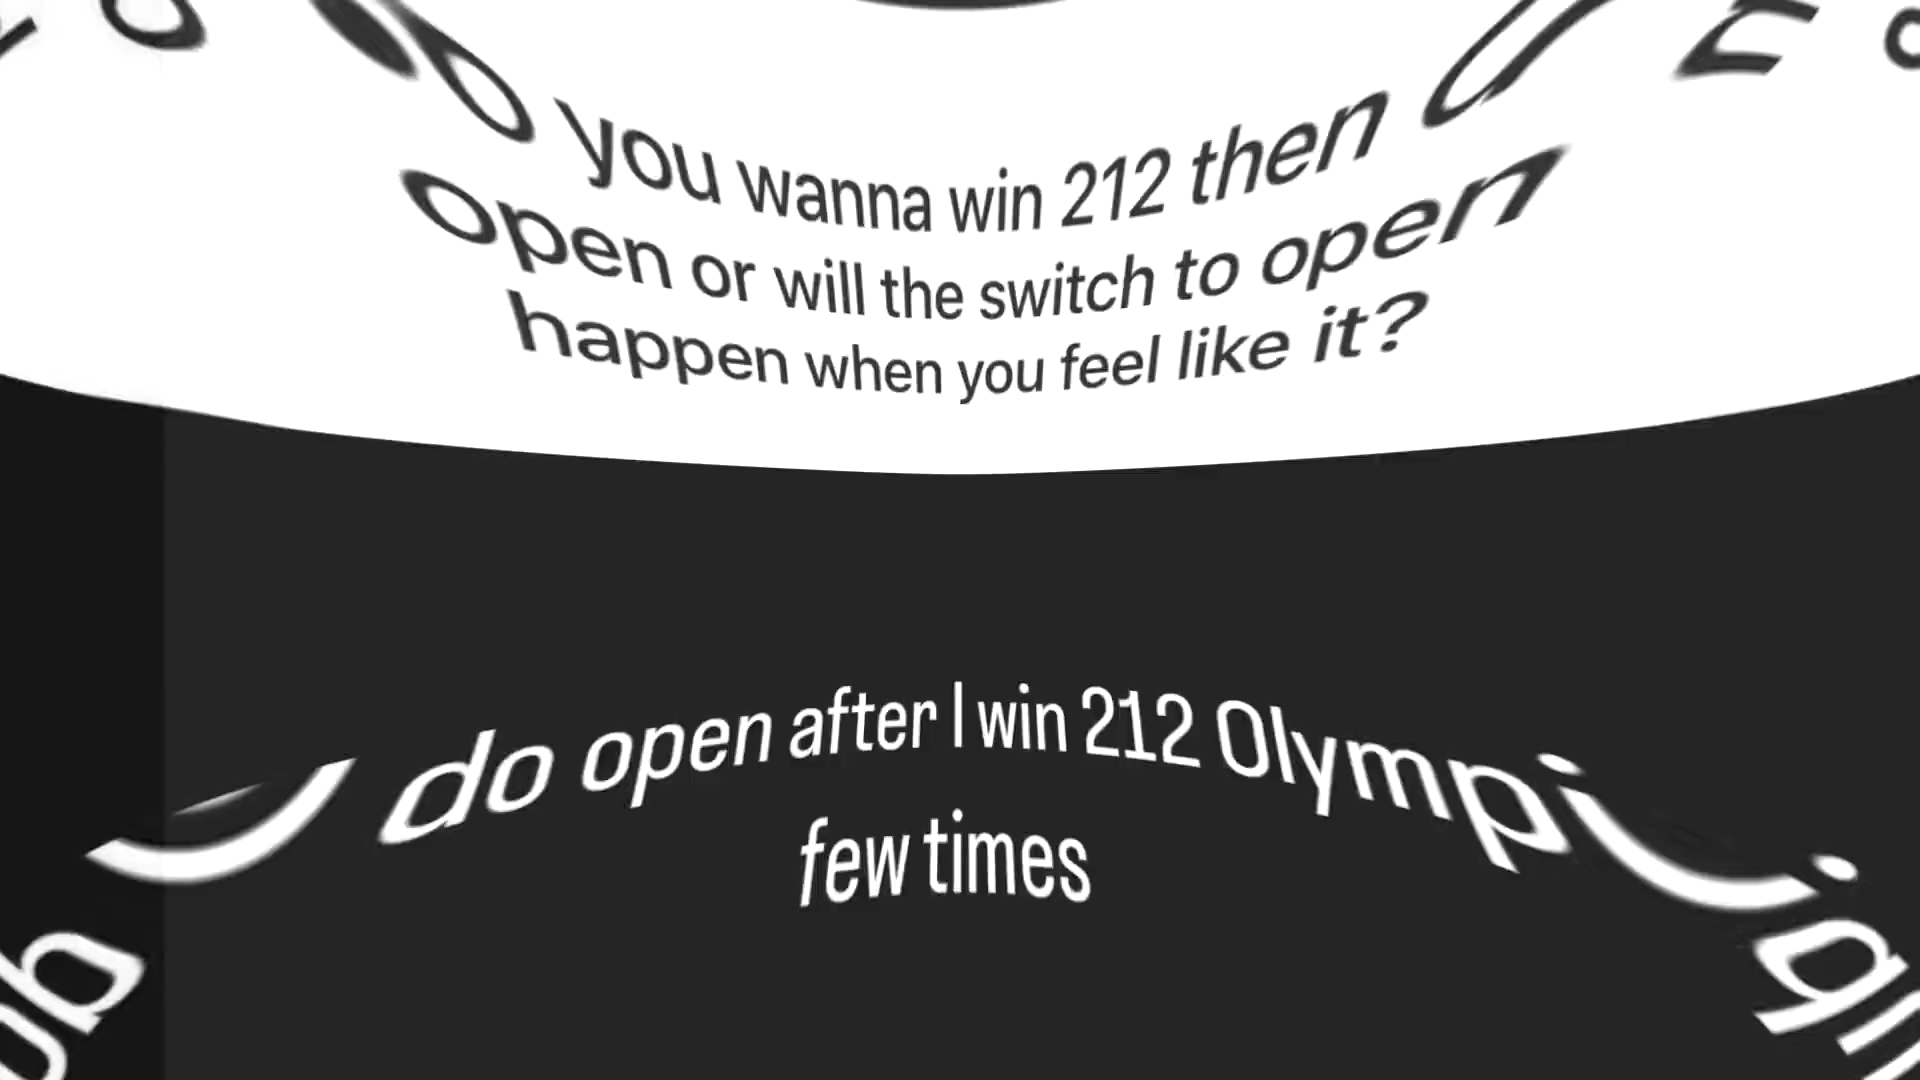 you wanna win 212 then
open or will the switch to open
happen when you feel like it?
do open after I win 212 Olympi
few times